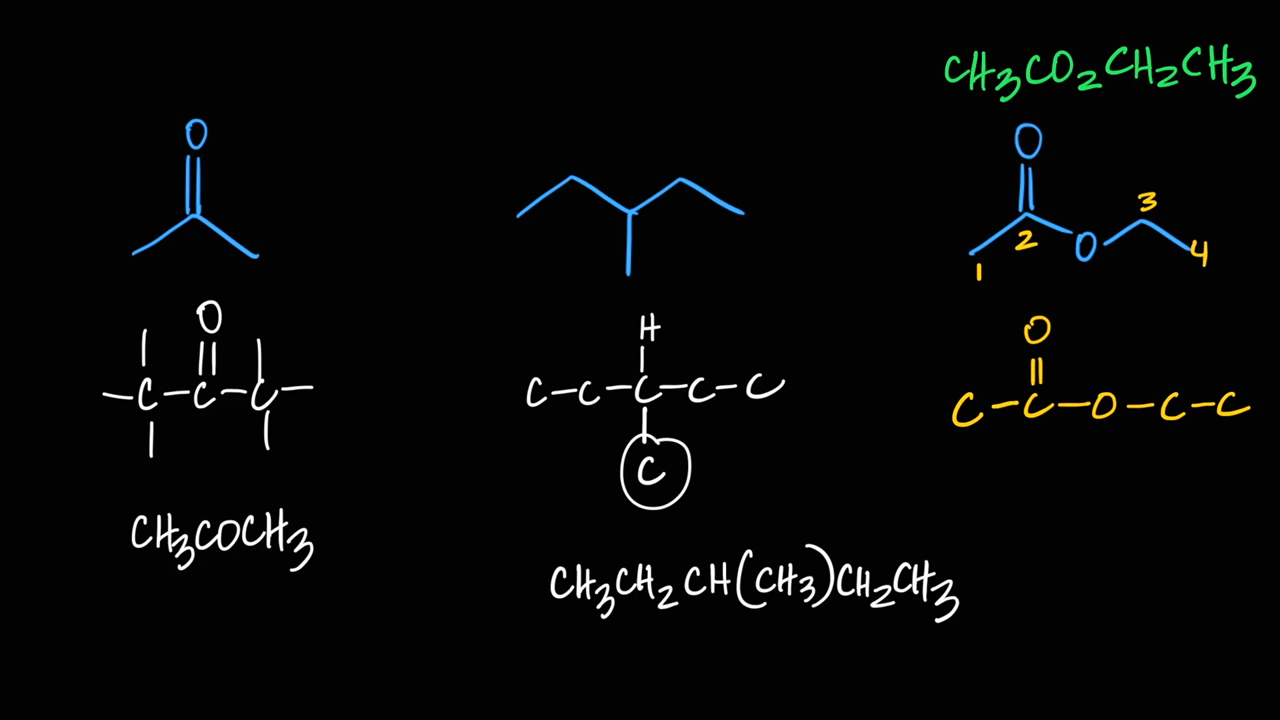 CH3CO2CH2CH3
O
O
3
2
O
4
1
O
H
O
C-C-C
C-C-C-C-C
C-C-O-C-C
C
CH3COCH3
CH3CH2CH(CH3)CH2CH3